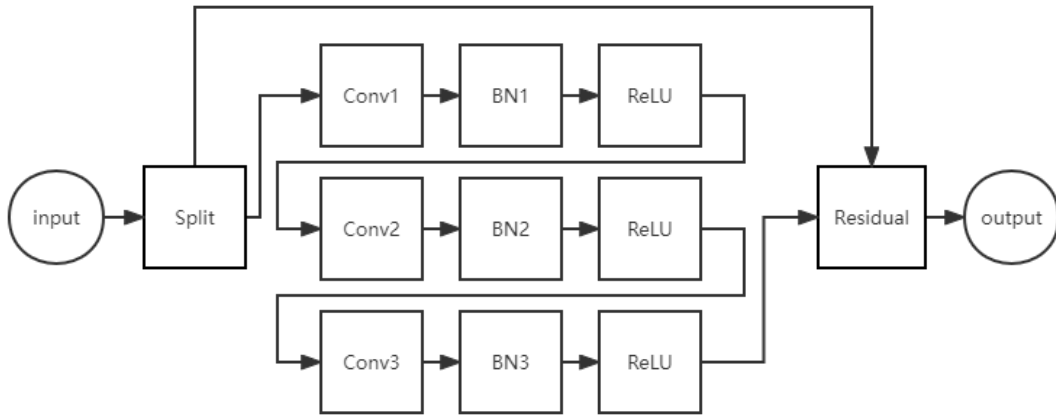 Conv1
BN1
ReLU
input
Split
Conv2
BN2
ReLU
Residual
output
Conv3
BN3
ReLU